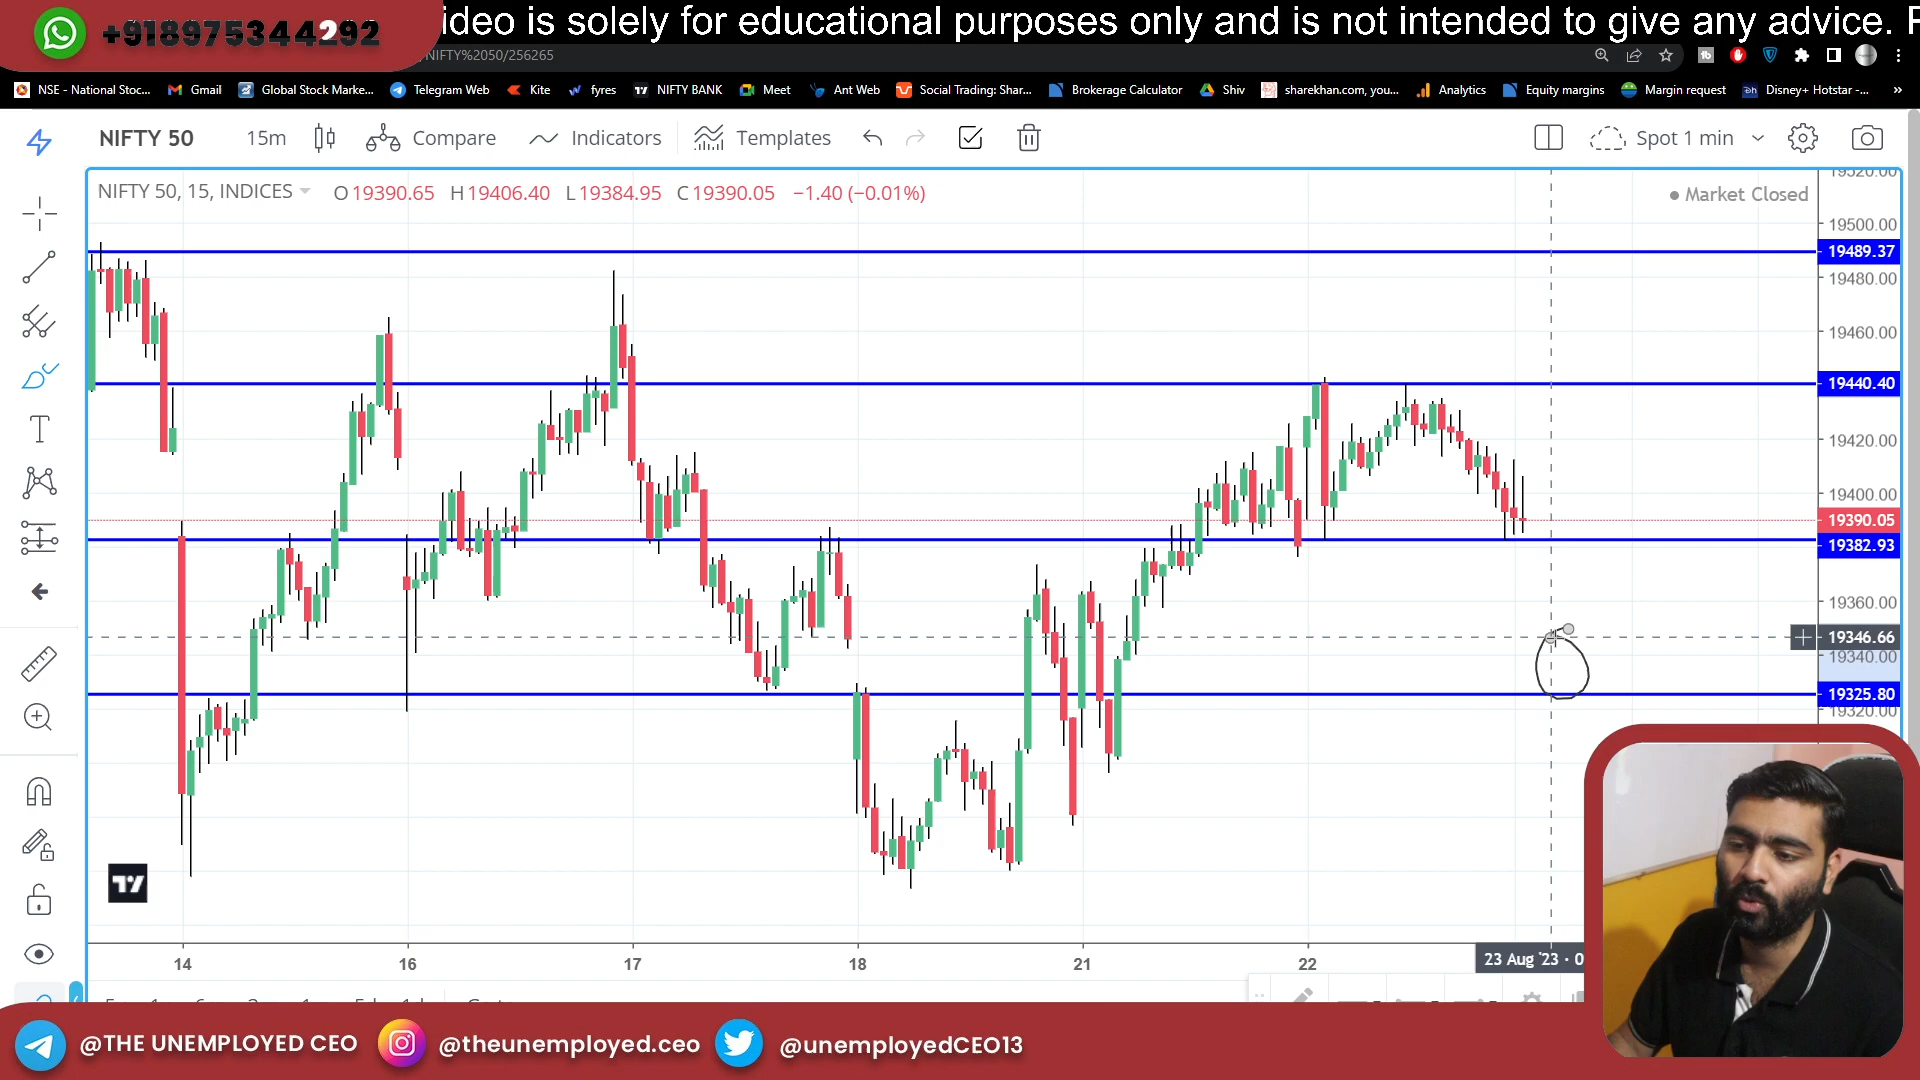 +918975344292
ideo is solely for educational purposes only and is not intended to give any advice.
/NIFTY%2050/256265
NSE - National Stoc... Gmail Global Stock Marke... Telegram Web Kite fyres NIFTY BANK Meet Ant Web Social Trading: Shar... Brokerage Calculator Shiv sharekhan.com, you... Analytics Equity margins Margin request Disney+ Hotstar -... »
NIFTY 50 15m Compare Indicators Templates Spot 1 min
NIFTY 50, 15, INDICES O19390.65 H19406.40 L19384.95 C19390.05 −1.40 (−0.01%)
Market Closed
19520.00
19500.00
19489.37
19480.00
19460.00
19440.40
19420.00
19400.00
19390.05
19382.93
19360.00
19346.66
19340.00
19325.80
19320.00
14 16 17 18 21 22 23 Aug '23 · 0
@THE UNEMPLOYED CEO @theunemployed.ceo @unemployedCEO13